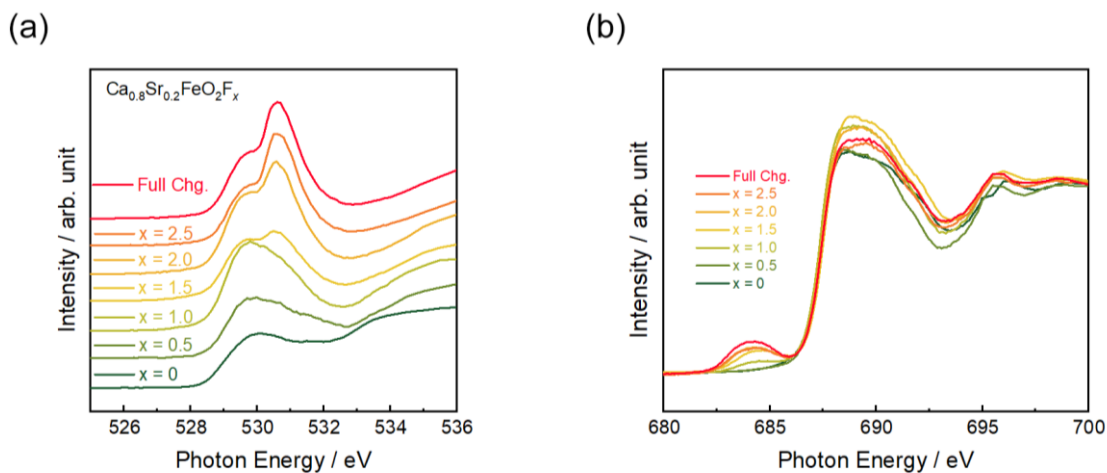 (a)
Ca0.8Sr0.2FeO2Fx
Full Chg.
x = 2.5
x = 2.0
x = 1.5
x = 1.0
x = 0.5
x = 0
Intensity / arb. unit
526 528 530 532 534 536
Photon Energy / eV
(b)
Full Chg.
x = 2.5
x = 2.0
x = 1.5
x = 1.0
x = 0.5
x = 0
Intensity / arb. unit
680 685 690 695 700
Photon Energy / eV